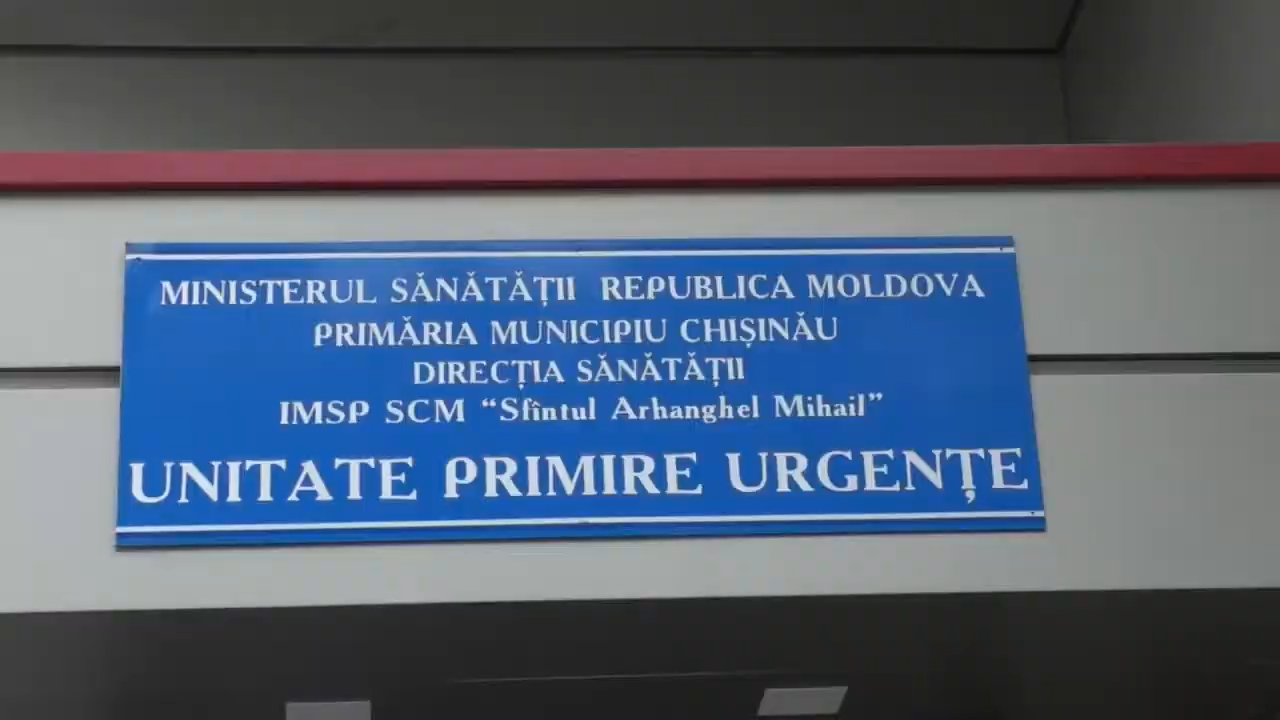 MINISTERUL SĂNĂTĂȚII REPUBLICA MOLDOVA
PRIMĂRIA MUNICIPIU CHIȘINĂU
DIRECȚIA SĂNĂTĂȚII
IMSP SCM “Sfîntul Arhanghel Mihail”
UNITATE PRIMIRE URGENȚE